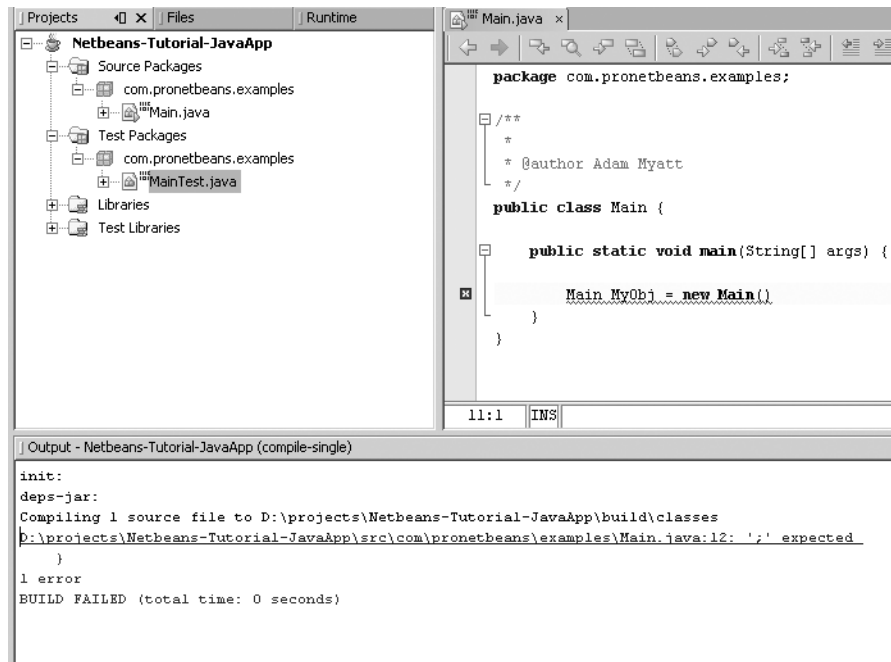 Projects
Files
Runtime
Netbeans-Tutorial-JavaApp
Source Packages
com.pronetbeans.examples
Main.java
Test Packages
com.pronetbeans.examples
MainTest.java
Libraries
Test Libraries
Main.java ×
package com.pronetbeans.examples;
/**
*
* @author Adam Myatt
*/
public class Main {
public static void main(String[] args) {
Main MyObj = new Main()
}
}
11:1 INS
Output - Netbeans-Tutorial-JavaApp (compile-single)
init:
deps-jar:
Compiling 1 source file to D:\projects\Netbeans-Tutorial-JavaApp\build\classes
D:\projects\Netbeans-Tutorial-JavaApp\src\com\pronetbeans\examples\Main.java:12: ';' expected
}
1 error
BUILD FAILED (total time: 0 seconds)